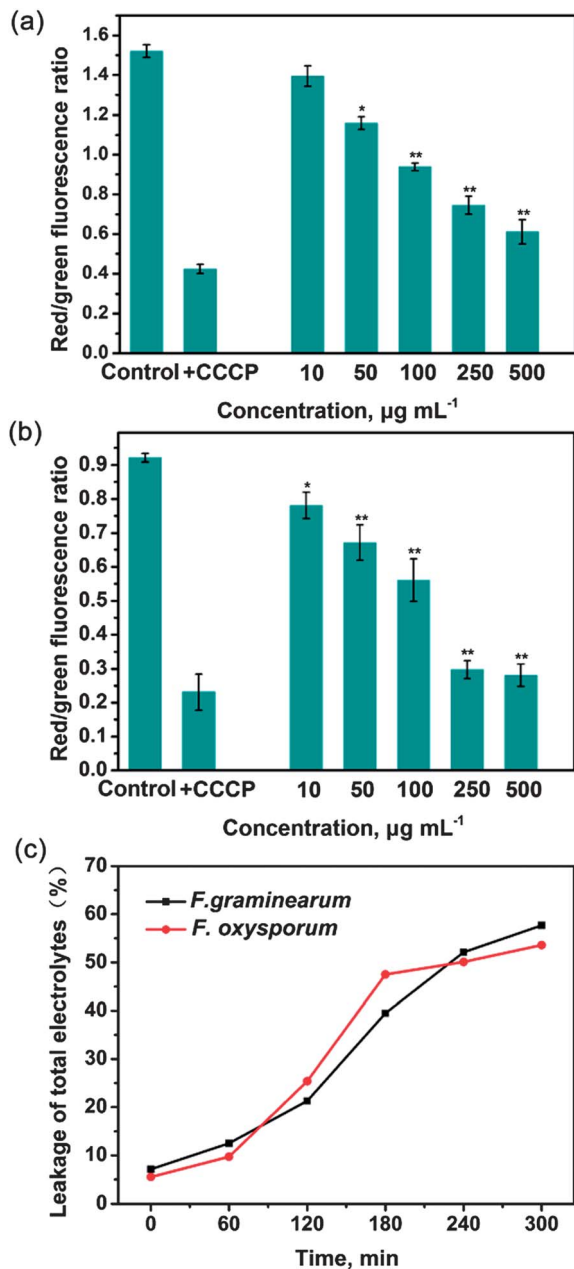 (a)
Red/green fluorescence ratio
1.6
1.4
1.2
1.0
0.8
0.6
0.4
0.2
0.0
*
**
**
**
Control +CCCP 10 50 100 250 500
Concentration, µg mL⁻¹
(b)
Red/green fluorescence ratio
0.9
0.8
0.7
0.6
0.5
0.4
0.3
0.2
0.1
0.0
*
**
**
**
**
Control +CCCP 10 50 100 250 500
Concentration, µg mL⁻¹
(c)
Leakage of total electrolytes（%）
70
60
50
40
30
20
10
0
F.graminearum
F. oxysporum
0 60 120 180 240 300
Time, min